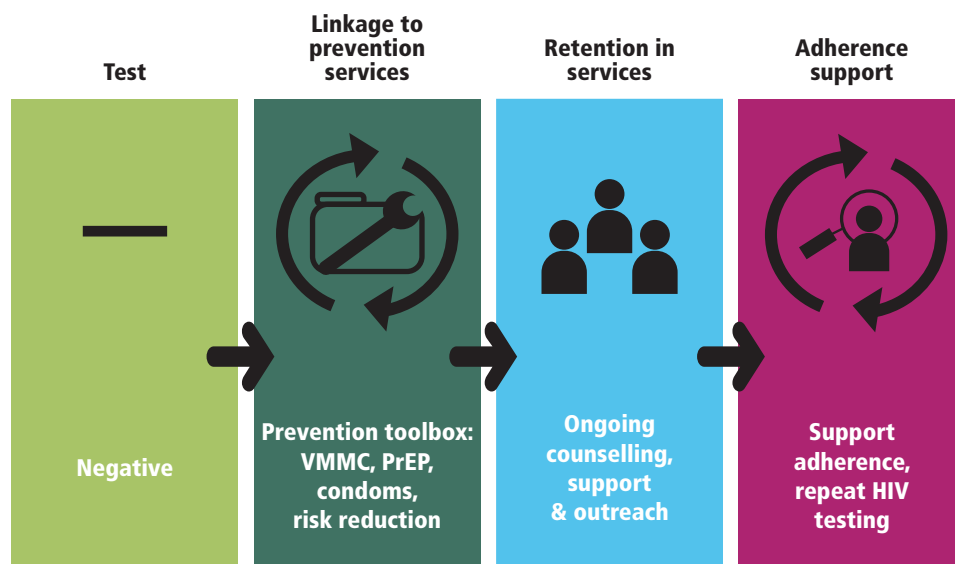 Test
Linkage to
prevention
services
Retention in
services
Adherence
support
Negative
Prevention toolbox:
VMMC, PrEP,
condoms,
risk reduction
Ongoing
counselling,
support
& outreach
Support
adherence,
repeat HIV
testing